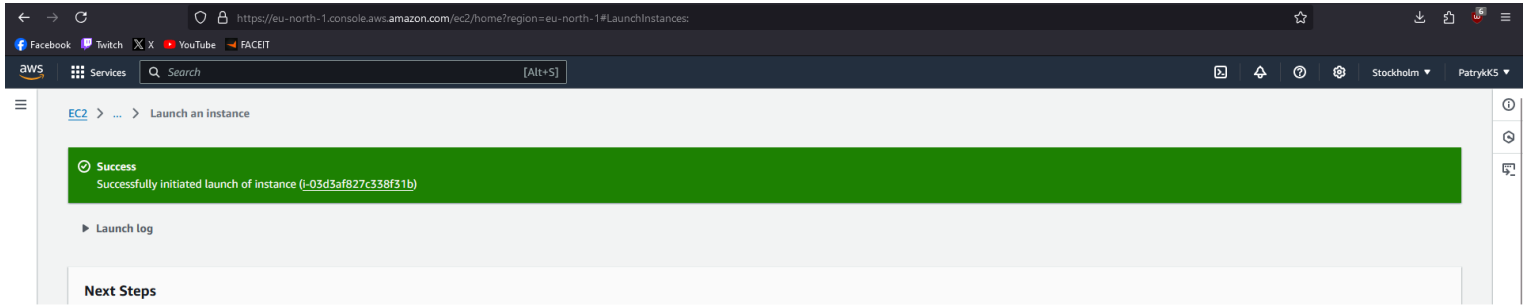 https://eu-north-1.console.aws.amazon.com/ec2/home?region=eu-north-1#LaunchInstances:
6
Facebook Twitch X YouTube FACEIT
aws Services Search [Alt+S] Stockholm PatrykK5
EC2 > ... > Launch an instance
Success
Successfully initiated launch of instance (i-03d3af827c338f31b)
Launch log
Next Steps